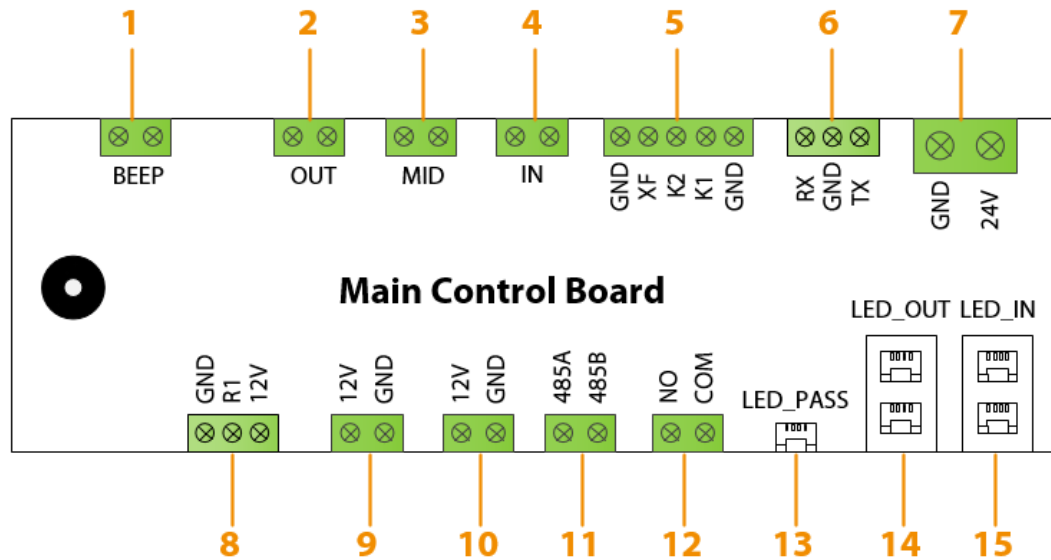 1 2 3 4 5 6 7
BEEP OUT MID IN GND XF K2 K1 GND RX GND TX GND 24V
Main Control Board
LED_OUT LED_IN
GND R1 12V 12V GND 12V GND 485A 485B NO COM LED_PASS
8 9 10 11 12 13 14 15